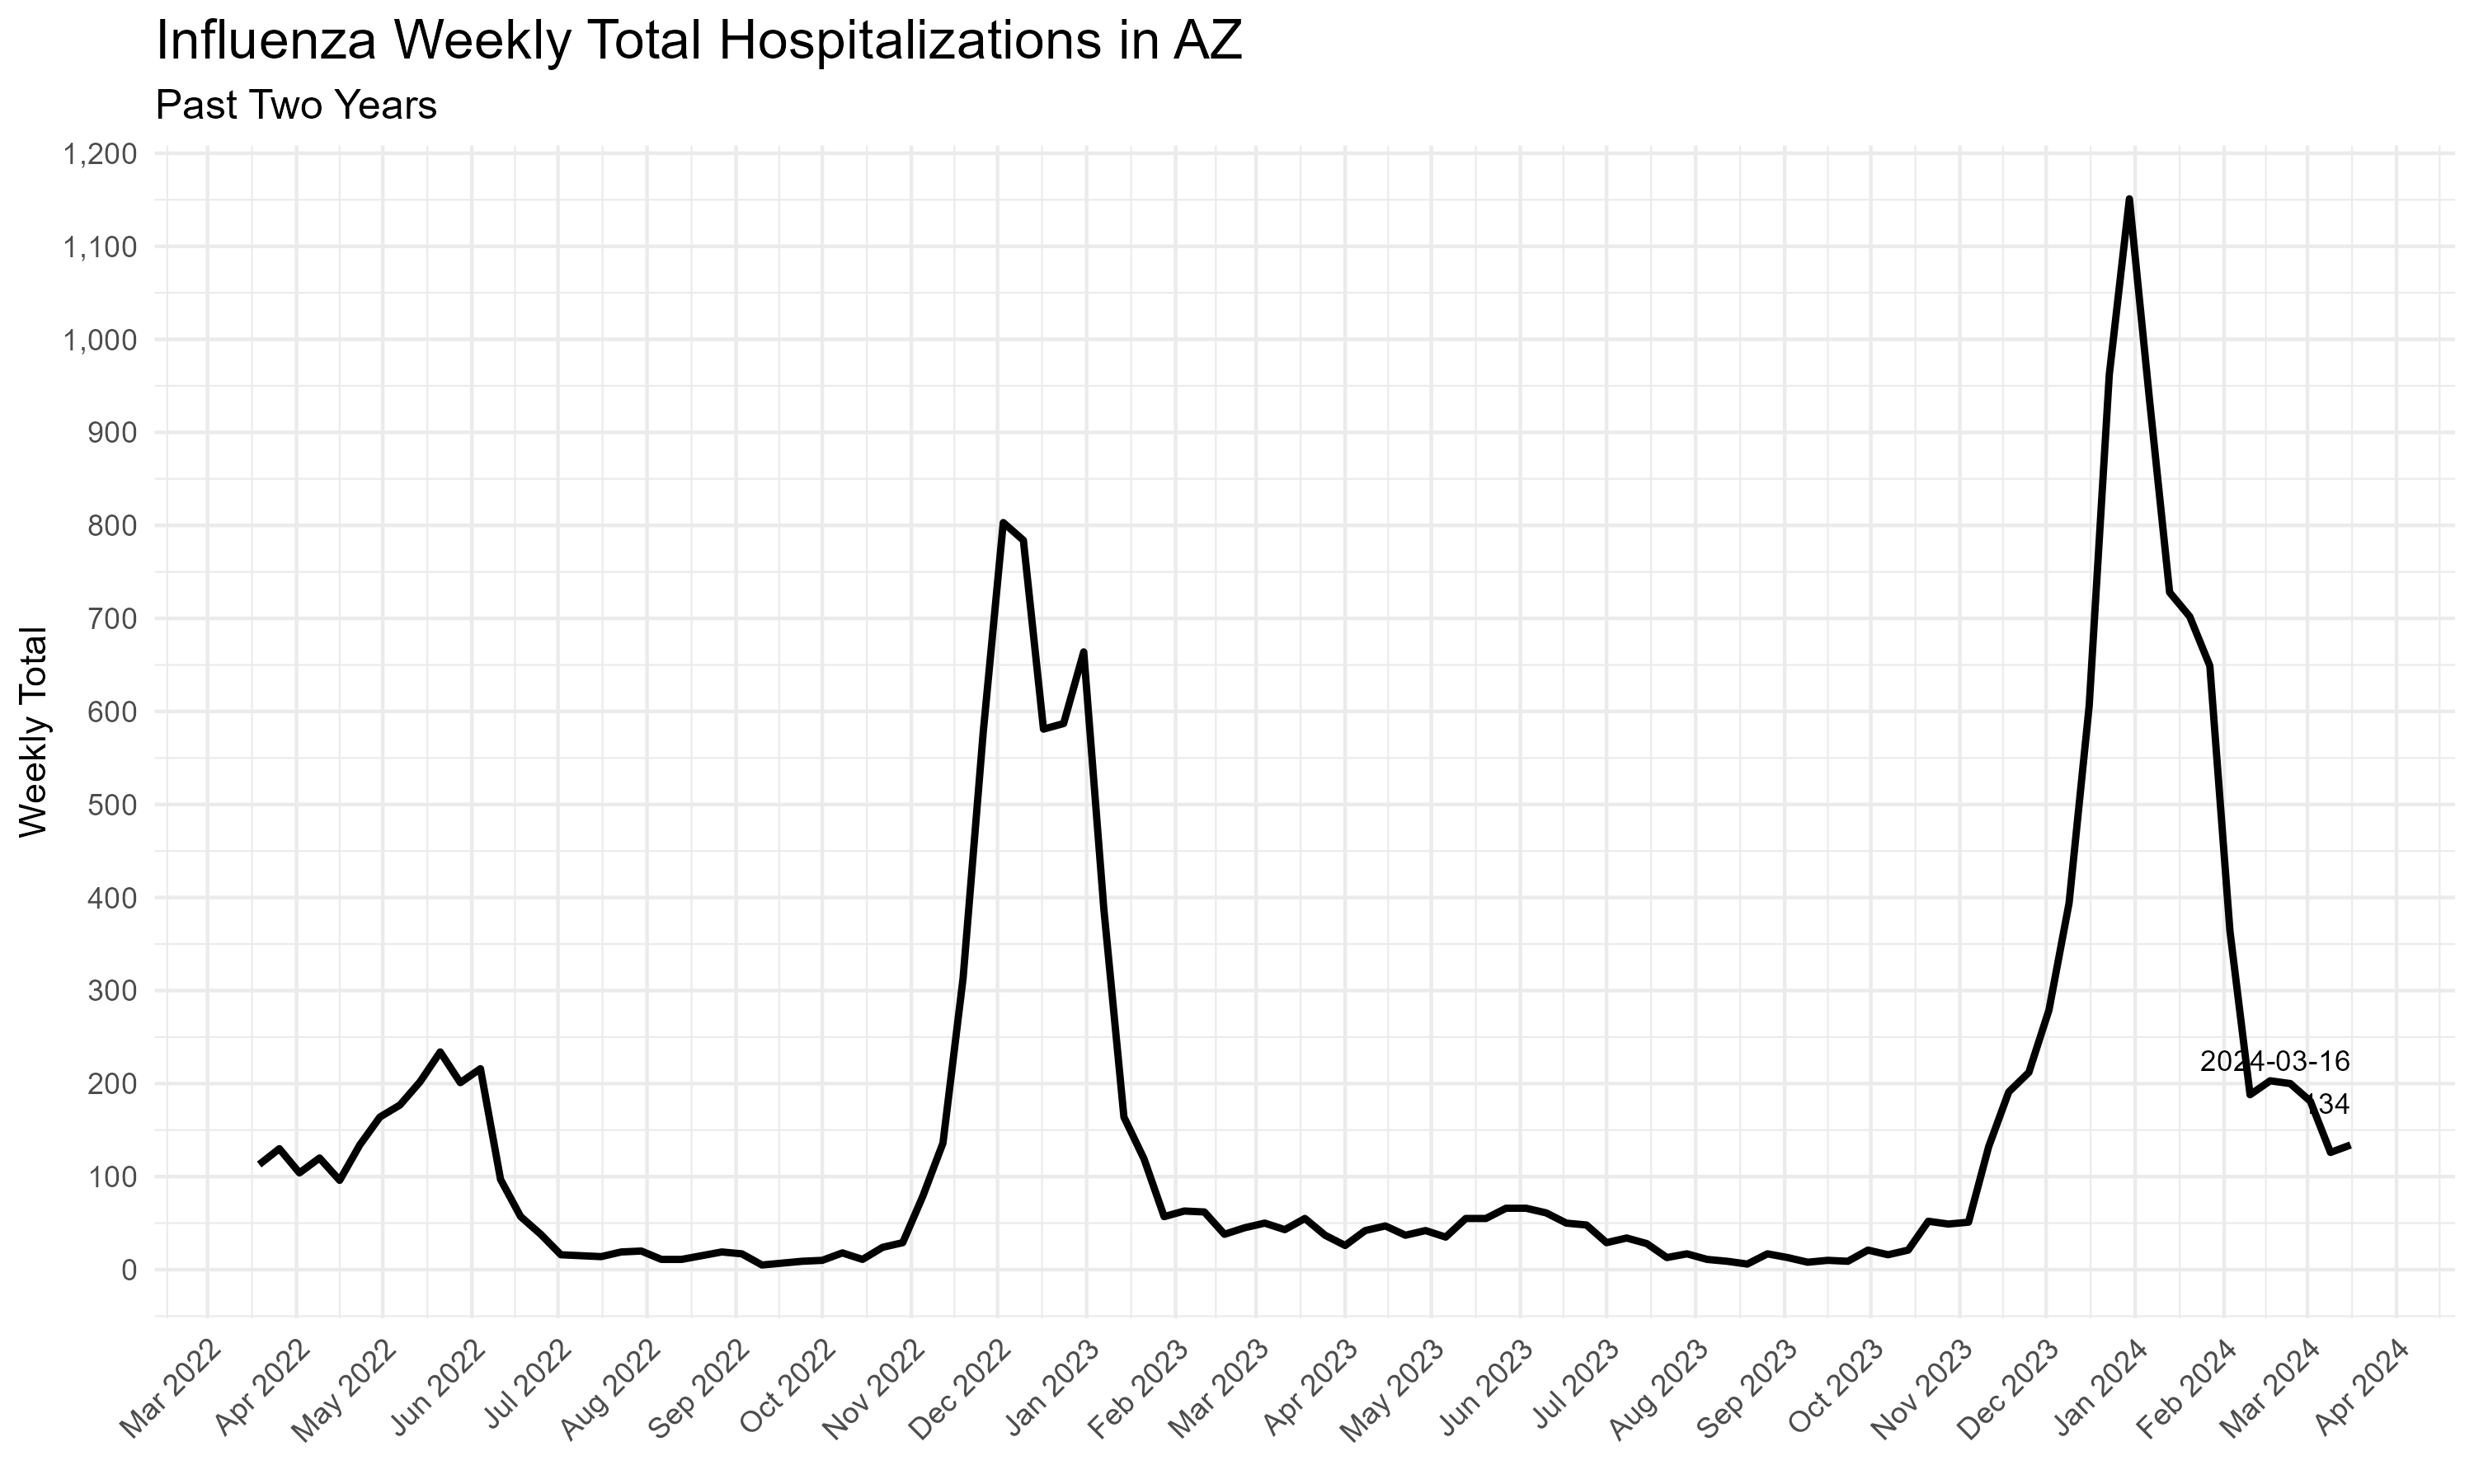 Influenza Weekly Total Hospitalizations in AZ
Past Two Years
1,200
1,100
1,000
900
800
700
600
500
400
300
200
100
0
Weekly Total
2024-03-16
134
Mar 2022
Apr 2022
May 2022
Jun 2022
Jul 2022
Aug 2022
Sep 2022
Oct 2022
Nov 2022
Dec 2022
Jan 2023
Feb 2023
Mar 2023
Apr 2023
May 2023
Jun 2023
Jul 2023
Aug 2023
Sep 2023
Oct 2023
Nov 2023
Dec 2023
Jan 2024
Feb 2024
Mar 2024
Apr 2024